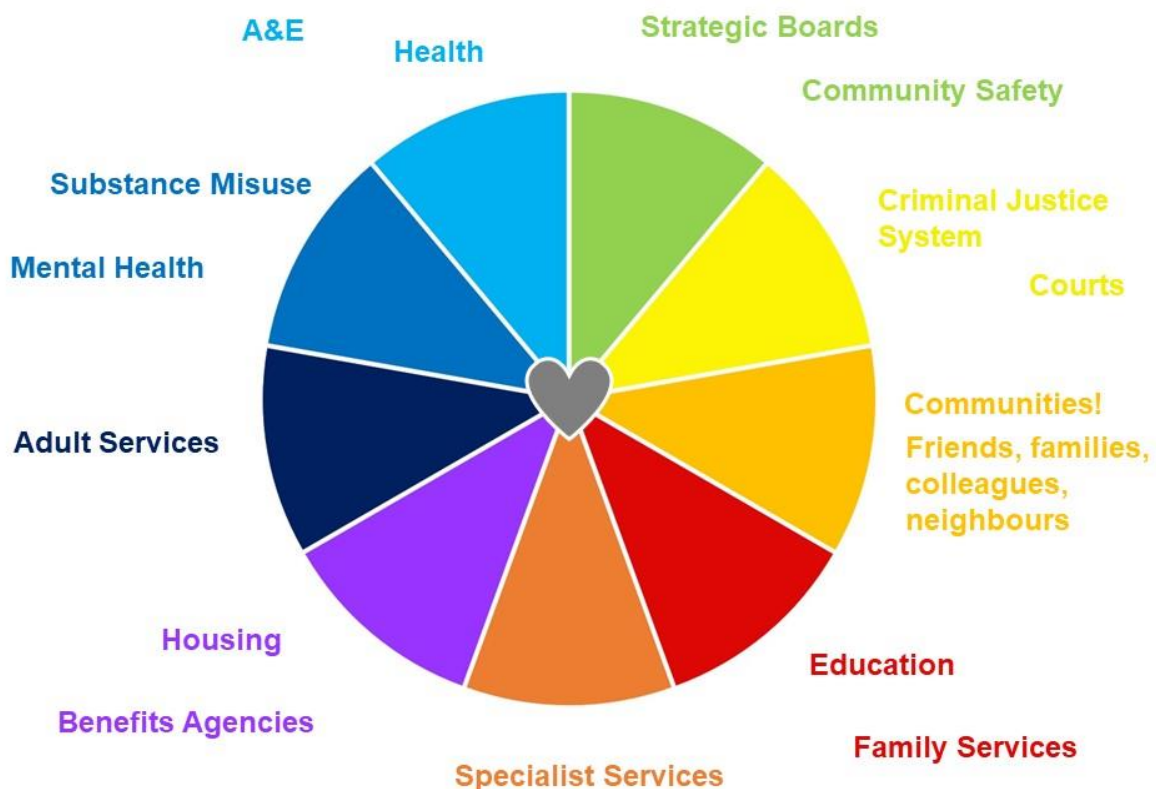 A&E
Health
Strategic Boards
Community Safety
Substance Misuse
Criminal Justice
System
Mental Health
Courts
Communities!
Adult Services
Friends, families,
colleagues,
neighbours
Housing
Education
Benefits Agencies
Family Services
Specialist Services